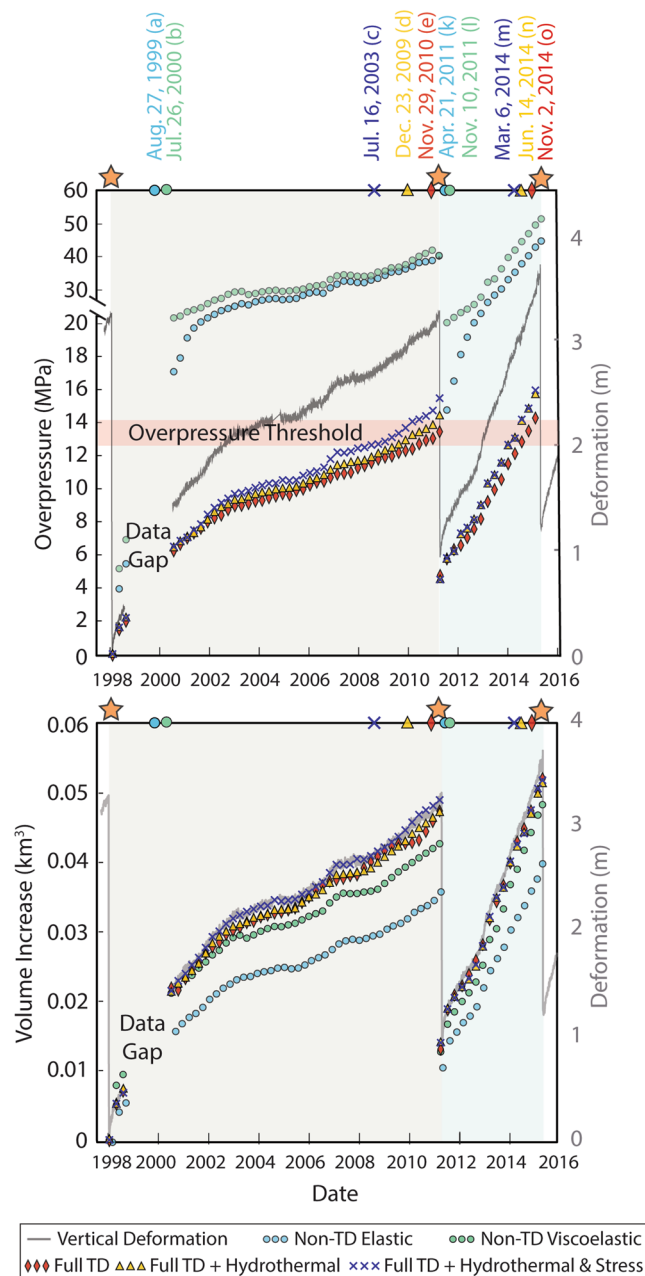 Aug. 27, 1999 (a)
Jul. 26, 2000 (b)
Jul. 16, 2003 (c)
Dec. 23, 2009 (d)
Nov. 29, 2010 (e)
Apr. 21, 2011 (k)
Nov. 10, 2011 (l)
Mar. 6, 2014 (m)
Jun. 14, 2014 (n)
Nov. 2, 2014 (o)
Overpressure (MPa)
60
50
40
30
20
18
16
14
12
10
8
6
4
2
0
Overpressure Threshold
Data
Gap
4
3
2
1
0
Deformation (m)
1998 2000 2002 2004 2006 2008 2010 2012 2014 2016
Volume Increase (km³)
0.06
0.05
0.04
0.03
0.02
0.01
0
Data
Gap
4
3
2
1
0
Deformation (m)
1998 2000 2002 2004 2006 2008 2010 2012 2014 2016
Date
Vertical Deformation Non-TD Elastic Non-TD Viscoelastic
Full TD Full TD + Hydrothermal Full TD + Hydrothermal & Stress